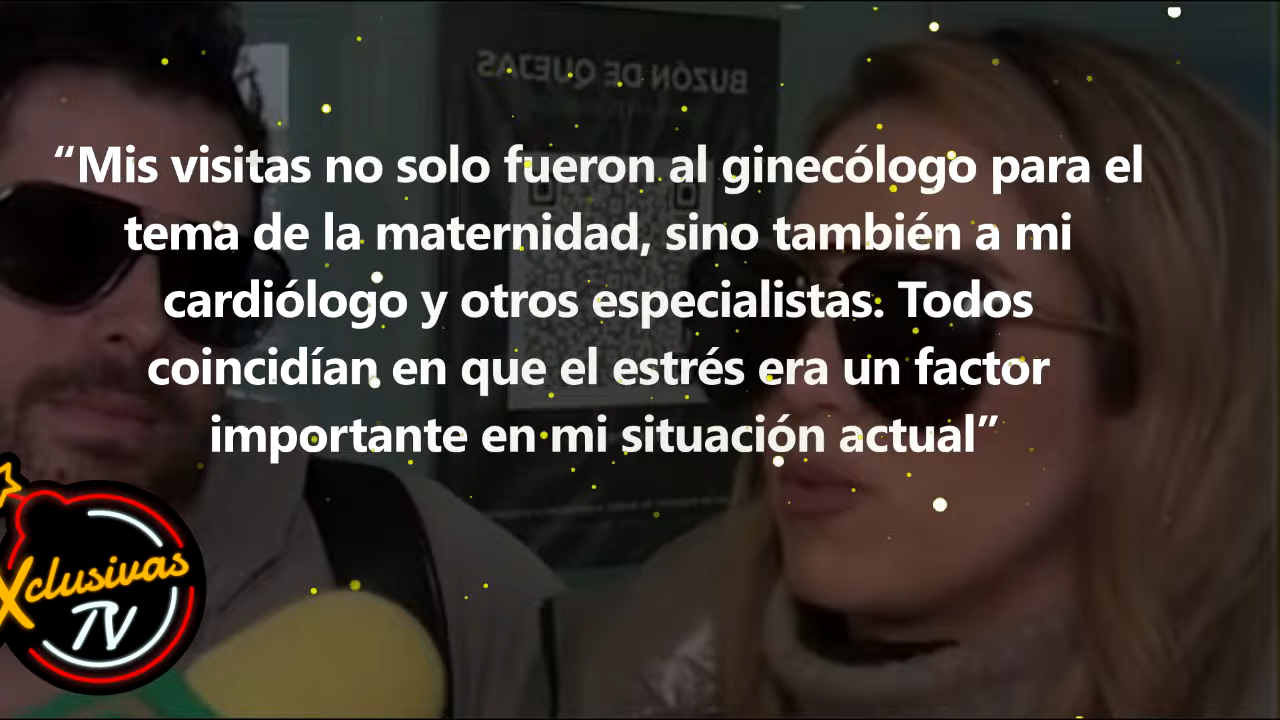 BUZÓN DE QUEJAS
“Mis visitas no solo fueron al ginecólogo para el
tema de la maternidad, sino también a mi
cardiólogo y otros especialistas. Todos
coincidían en que el estrés era un factor
importante en mi situación actual”
Xclusivas
TV